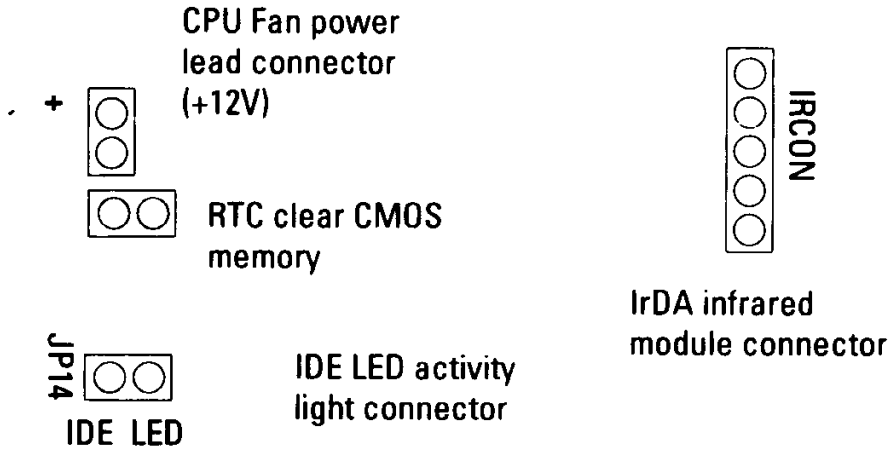 CPU Fan power
lead connector
(+12V)
+
RTC clear CMOS
memory
JP14
IDE LED
IDE LED activity
light connector
IRCON
IrDA infrared
module connector